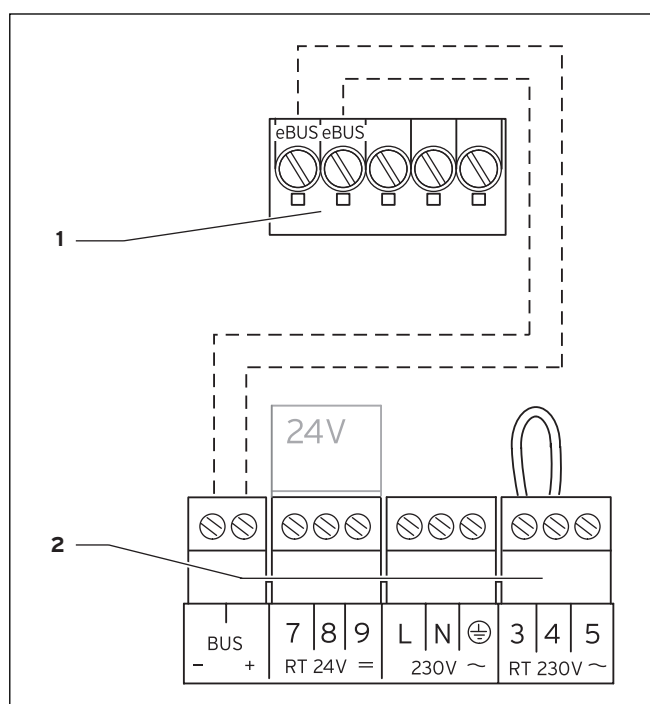 eBUS eBUS
1
24V
2
BUS
− +
7 8 9
RT 24V =
L N
230V ~
3 4 5
RT 230V ~